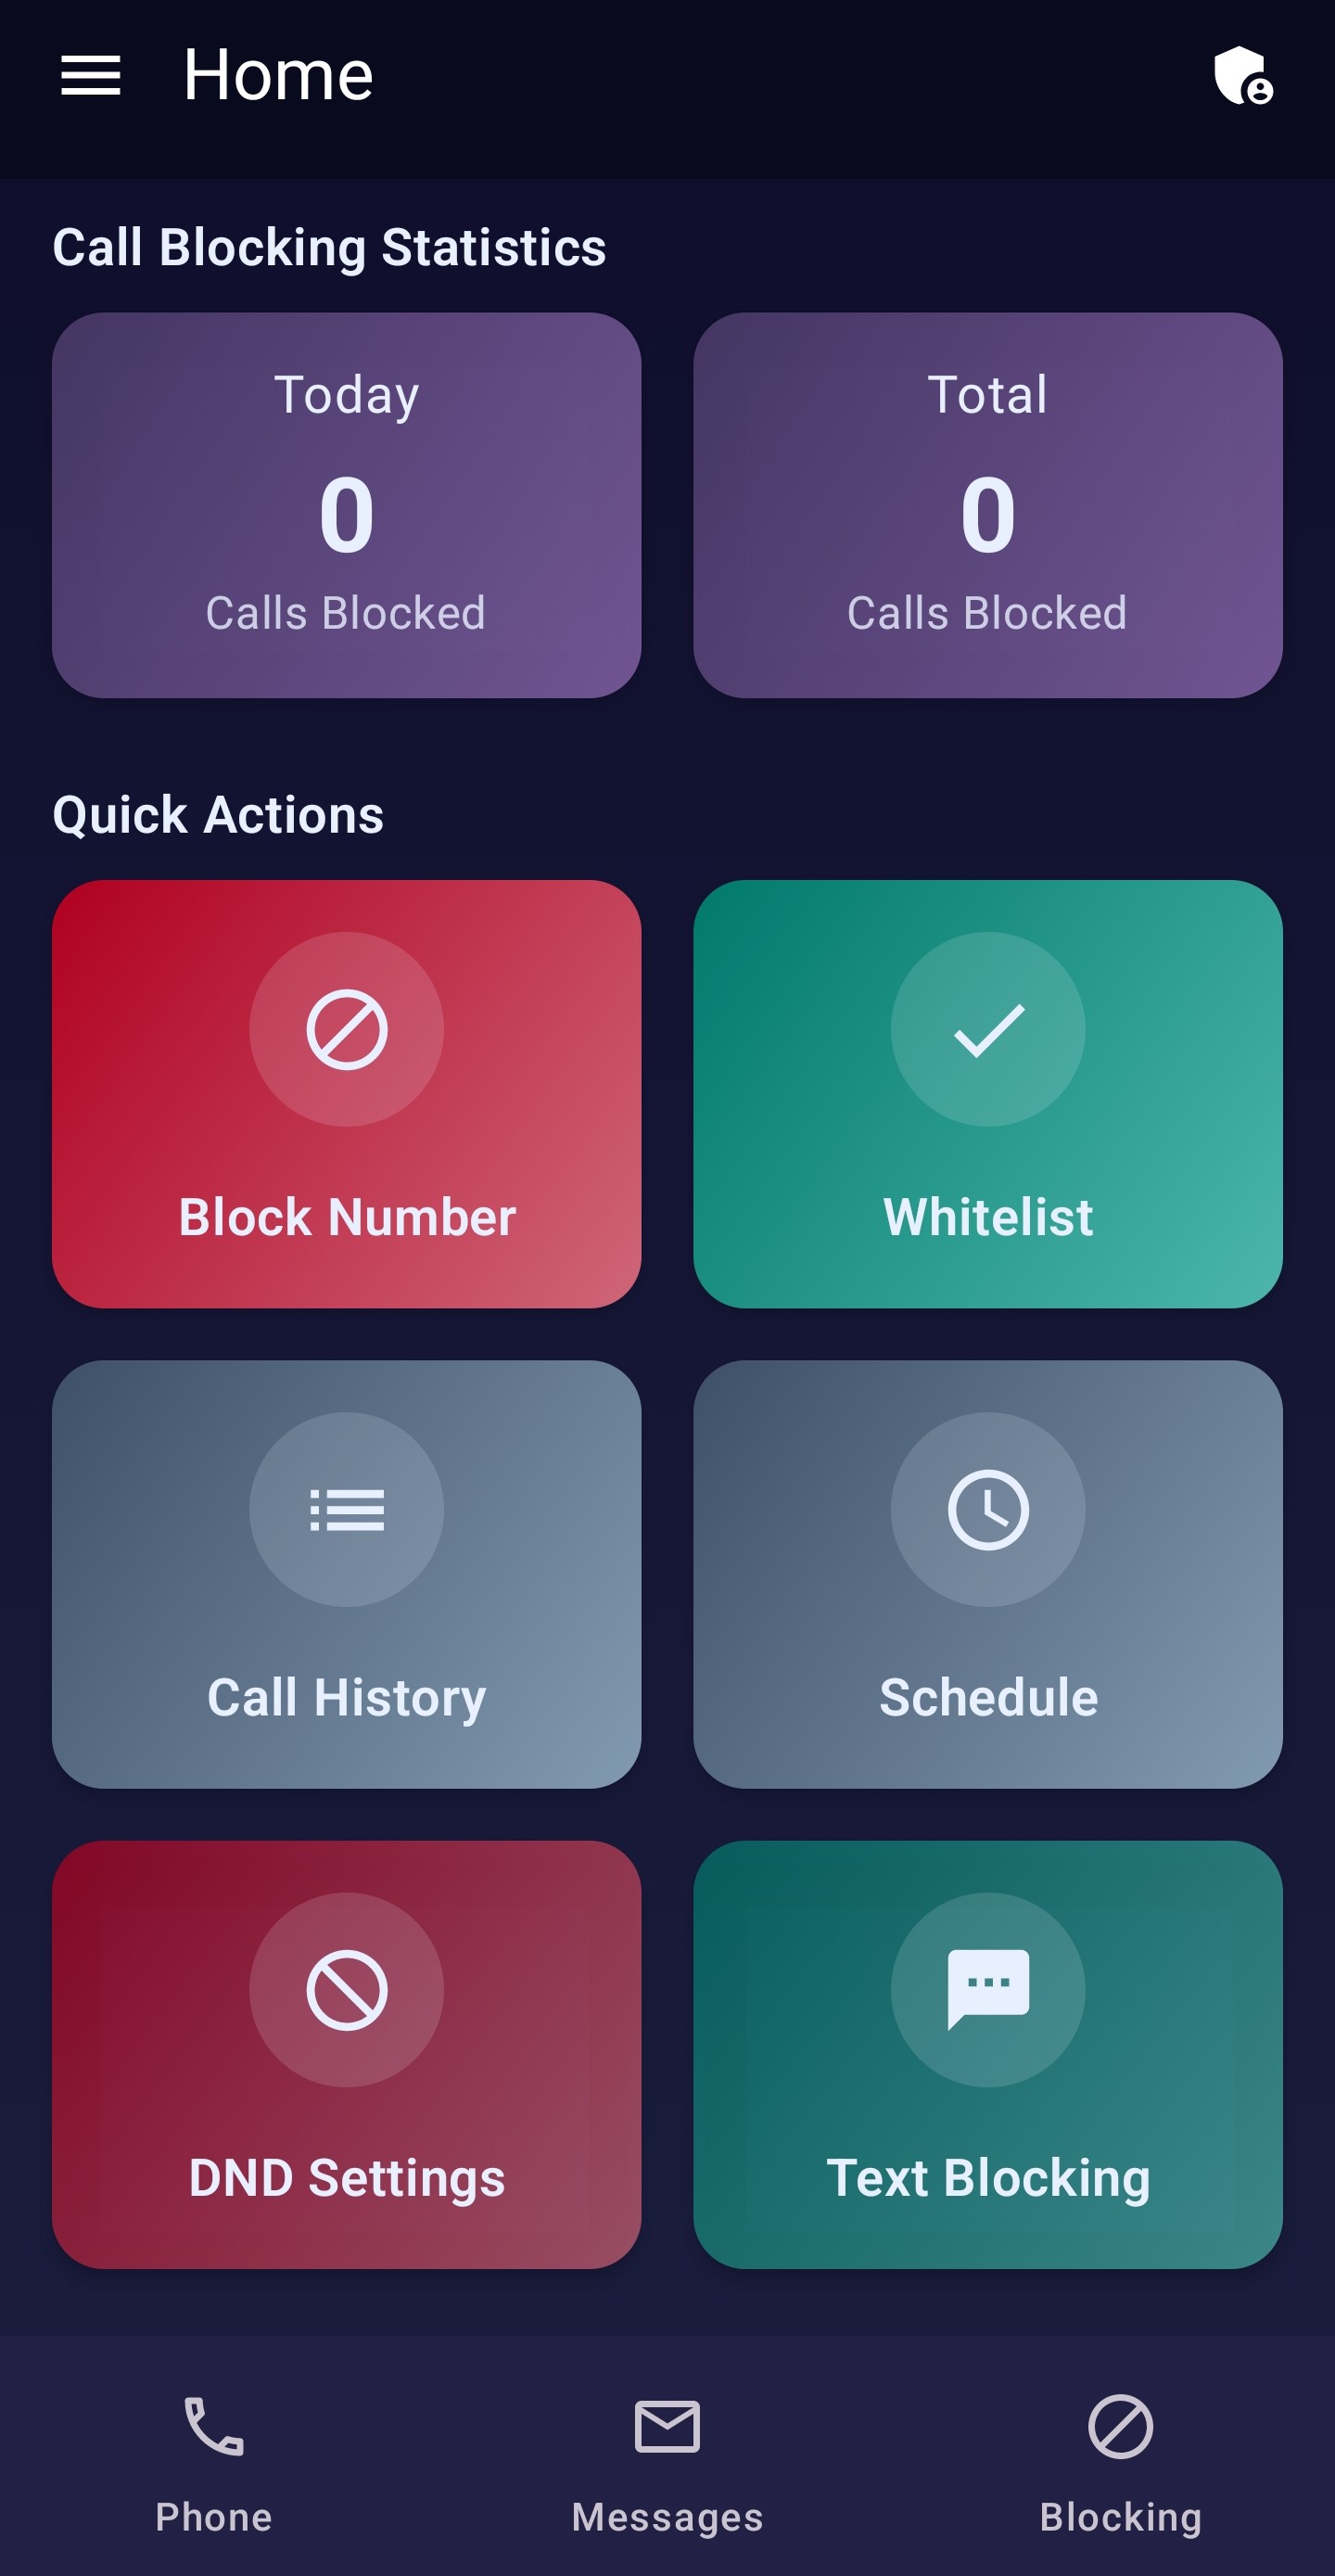 Home
Call Blocking Statistics
Today
0
Calls Blocked
Total
0
Calls Blocked
Quick Actions
Block Number
Whitelist
Call History
Schedule
DND Settings
Text Blocking
Phone
Messages
Blocking